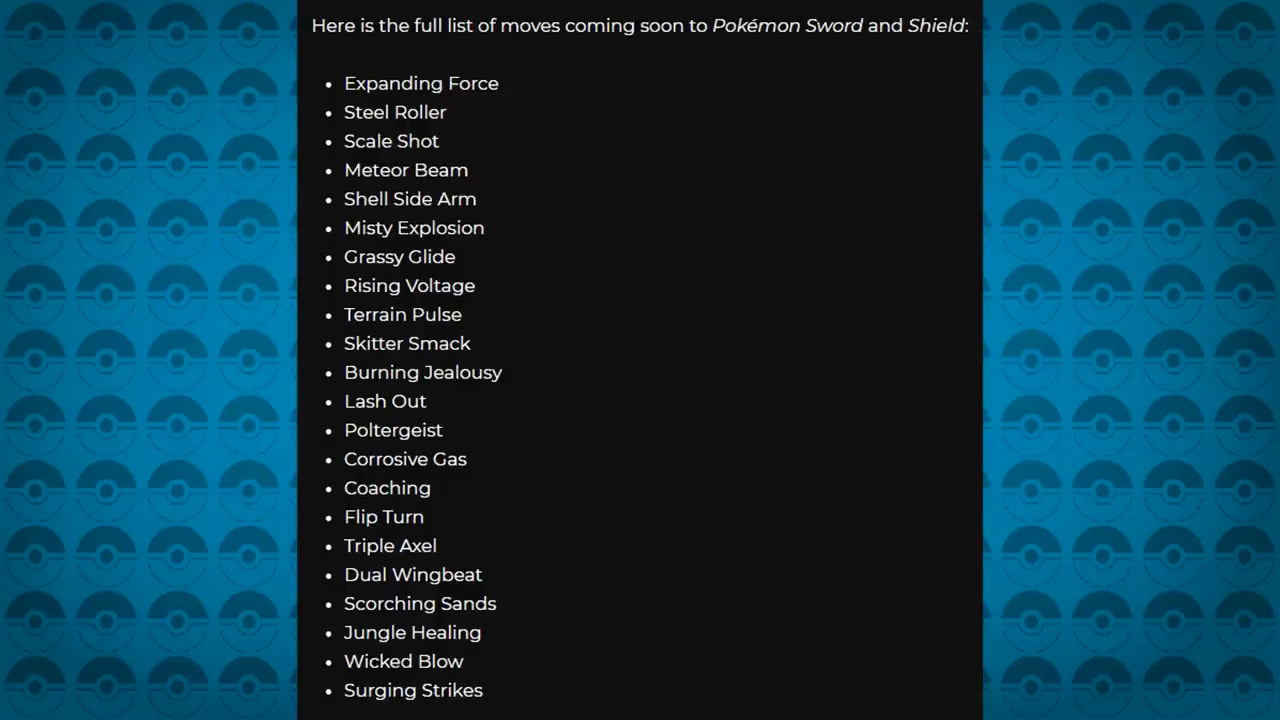 Here is the full list of moves coming soon to Pokémon Sword and Shield:
• Expanding Force
• Steel Roller
• Scale Shot
• Meteor Beam
• Shell Side Arm
• Misty Explosion
• Grassy Glide
• Rising Voltage
• Terrain Pulse
• Skitter Smack
• Burning Jealousy
• Lash Out
• Poltergeist
• Corrosive Gas
• Coaching
• Flip Turn
• Triple Axel
• Dual Wingbeat
• Scorching Sands
• Jungle Healing
• Wicked Blow
• Surging Strikes